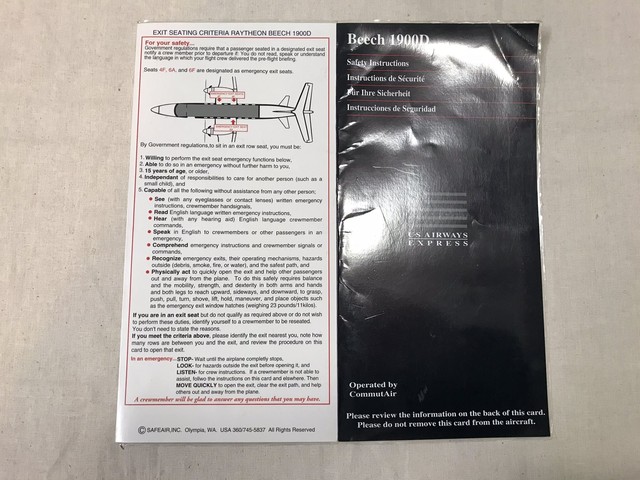 EXIT SEATING CRITERIA RAYTHEON BEECH 1900D
For your safety...
Government regulations require that a passenger seated in a designated exit seat
notify a crew member prior to departure if: You do not read, speak or understand
the language in which your flight crew delivered the pre-flight briefing.
Seats 4F, 6A, and 6F are designated as emergency exit seats.
By Government regulations,to sit in an exit row seat, you must be:
1. Willing to perform the exit seat emergency functions below,
2. Able to do so in an emergency without further harm to you.
3. 15 years of age, or older,
4. Independant of responsibilities to care for another person (such as a
small child), and
5. Capable of all the following without assistance from any other person;
● See (with any eyeglasses or contact lenses) written emergency
instructions, crewmember handsignals,
● Read English language written emergency instructions,
● Hear (with any hearing aid) English language crewmember
commands,
● Speak in English to crewmembers or other passengers in an
emergency,
● Comprehend emergency instructions and crewmember signals or
commands,
● Recognize emergency exits, their operating mechanisms, hazards
outside (debris, smoke, fire, or water), and the safest path, and
● Physically act to quickly open the exit and help other passengers
out and away from the plane. To do this safely requires balance
and the mobility, strength, and dexterity in both arms and hands
and both legs to reach upward, sideways, and downward, to grasp,
push, pull, turn, shove, lift, hold, maneuver, and place objects such
as the emergency exit window hatches (weighing 23 pounds/11kilos).
If you are in an exit seat but do not qualify as required above or do not wish
to perform these duties, identify yourself to a crewmember to be reseated.
You don't need to state the reasons.
If you meet the criteria above, please identify the exit nearest you, note how
many rows are between you and the exit, and review the procedure on this
card to open that exit.
In an emergency...STOP- Wait until the airplane completly stops,
LOOK- for hazards outside the exit before opening it, and
LISTEN- for crew instructions. If a crewmember is not able to
assist, follwo the instructions on this card and elsewhere. Then
MOVE QUICKLY to open the exit, clear the exit path, and help
others out and away from the plane.
A crewmember will be glad to answer any questions that you may have.
© SAFEAIR,INC. Olympia, WA. USA 360/745-5837 All Rights Reserved
Beech 1900D
Safety Instructions
Instructions de Sécurité
Für Ihre Sicherheit
Instrucciones de Seguridad
US AIRWAYS
EXPRESS
Operated by
CommutAir
Please review the information on the back of this card.
Please do not remove this card from the aircraft.